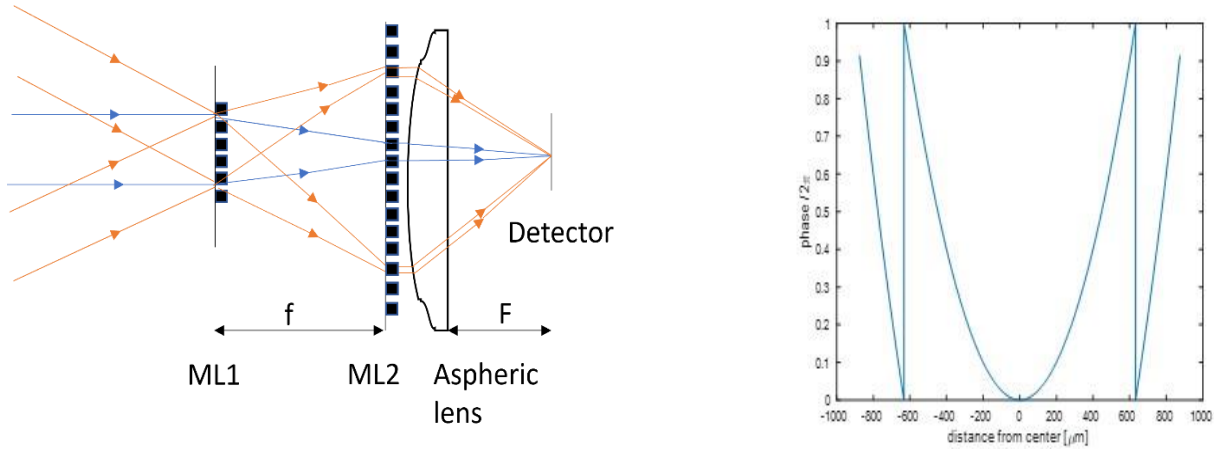 Detector
f
F
ML1
ML2
Aspheric
lens
phase /2π
1
0.9
0.8
0.7
0.6
0.5
0.4
0.3
0.2
0.1
0
-1000
-800
-600
-400
-200
0
200
400
600
800
1000
distance from center [μm]